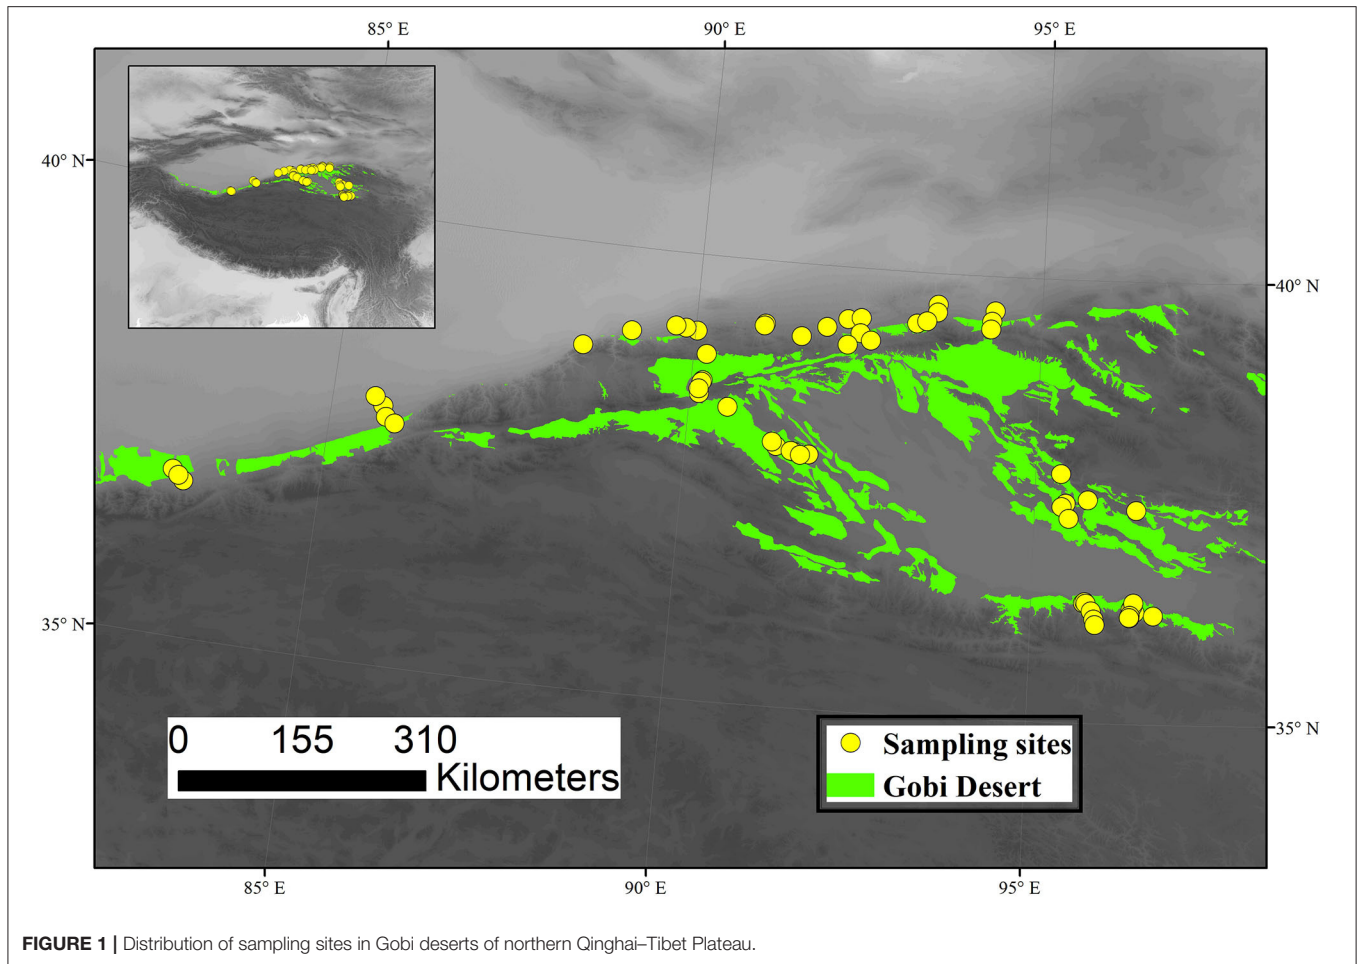 85° E 90° E 95° E
40° N
40° N
35° N
35° N
0 155 310
Kilometers
Sampling sites
Gobi Desert
85° E 90° E 95° E
FIGURE 1 | Distribution of sampling sites in Gobi deserts of northern Qinghai–Tibet Plateau.